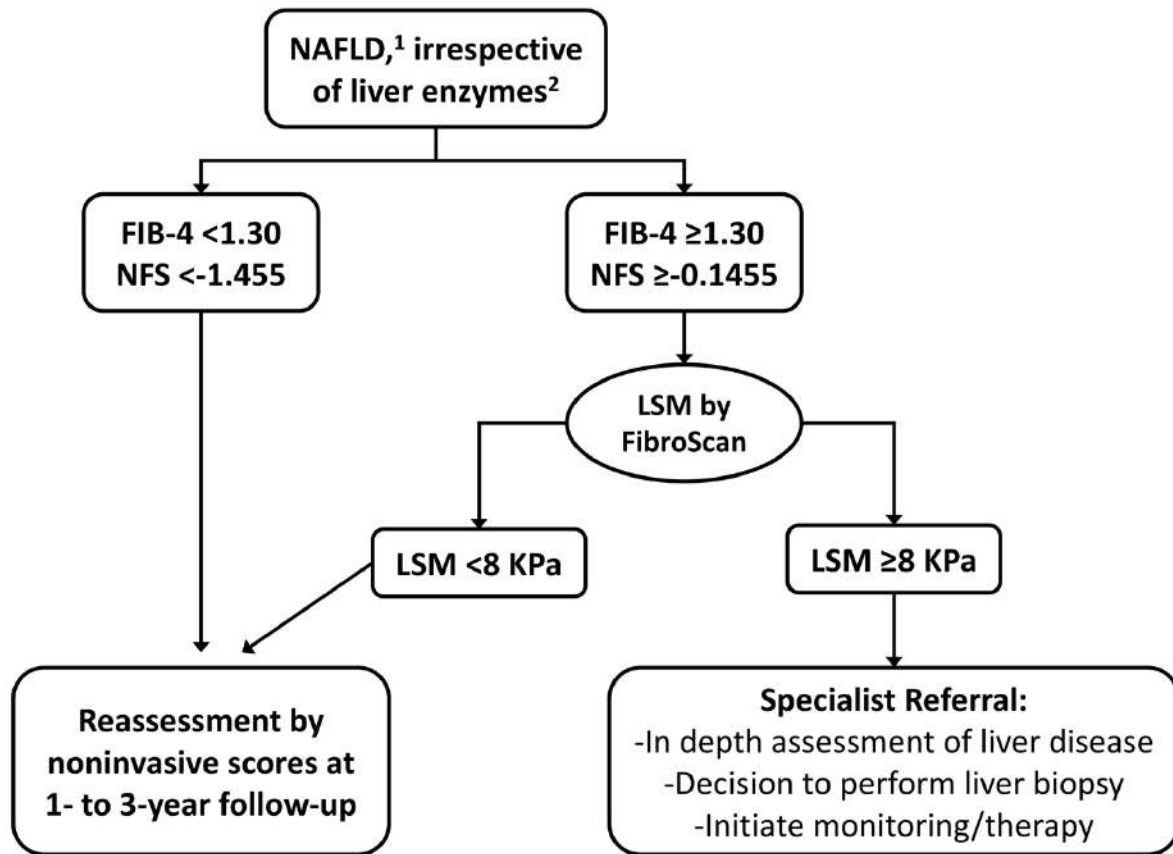 NAFLD,¹ irrespective
of liver enzymes²
FIB-4 <1.30
NFS <-1.455
FIB-4 ≥1.30
NFS ≥-0.1455
LSM by
FibroScan
LSM <8 KPa
LSM ≥8 KPa
Reassessment by
noninvasive scores at
1- to 3-year follow-up
Specialist Referral:
-In depth assessment of liver disease
-Decision to perform liver biopsy
-Initiate monitoring/therapy